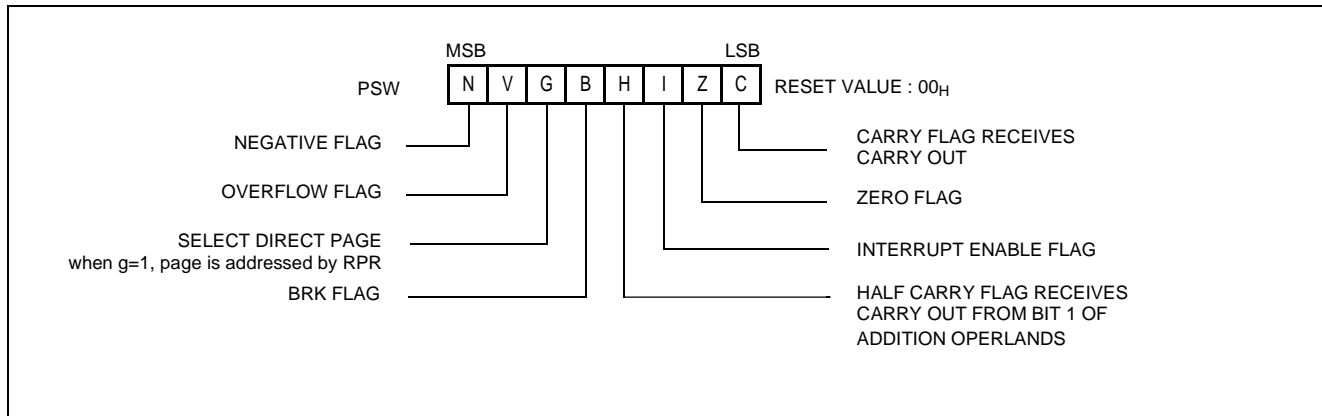 MSB LSB
PSW N V G B H I Z C RESET VALUE : 00H
NEGATIVE FLAG
OVERFLOW FLAG
SELECT DIRECT PAGE
when g=1, page is addressed by RPR
BRK FLAG
CARRY FLAG RECEIVES
CARRY OUT
ZERO FLAG
INTERRUPT ENABLE FLAG
HALF CARRY FLAG RECEIVES
CARRY OUT FROM BIT 1 OF
ADDITION OPERLANDS